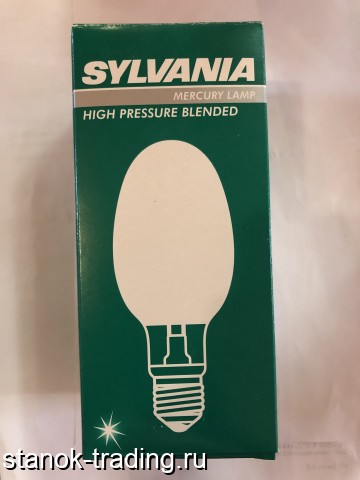 SYLVANIA
MERCURY LAMP
HIGH PRESSURE BLENDED
stanok-trading.ru